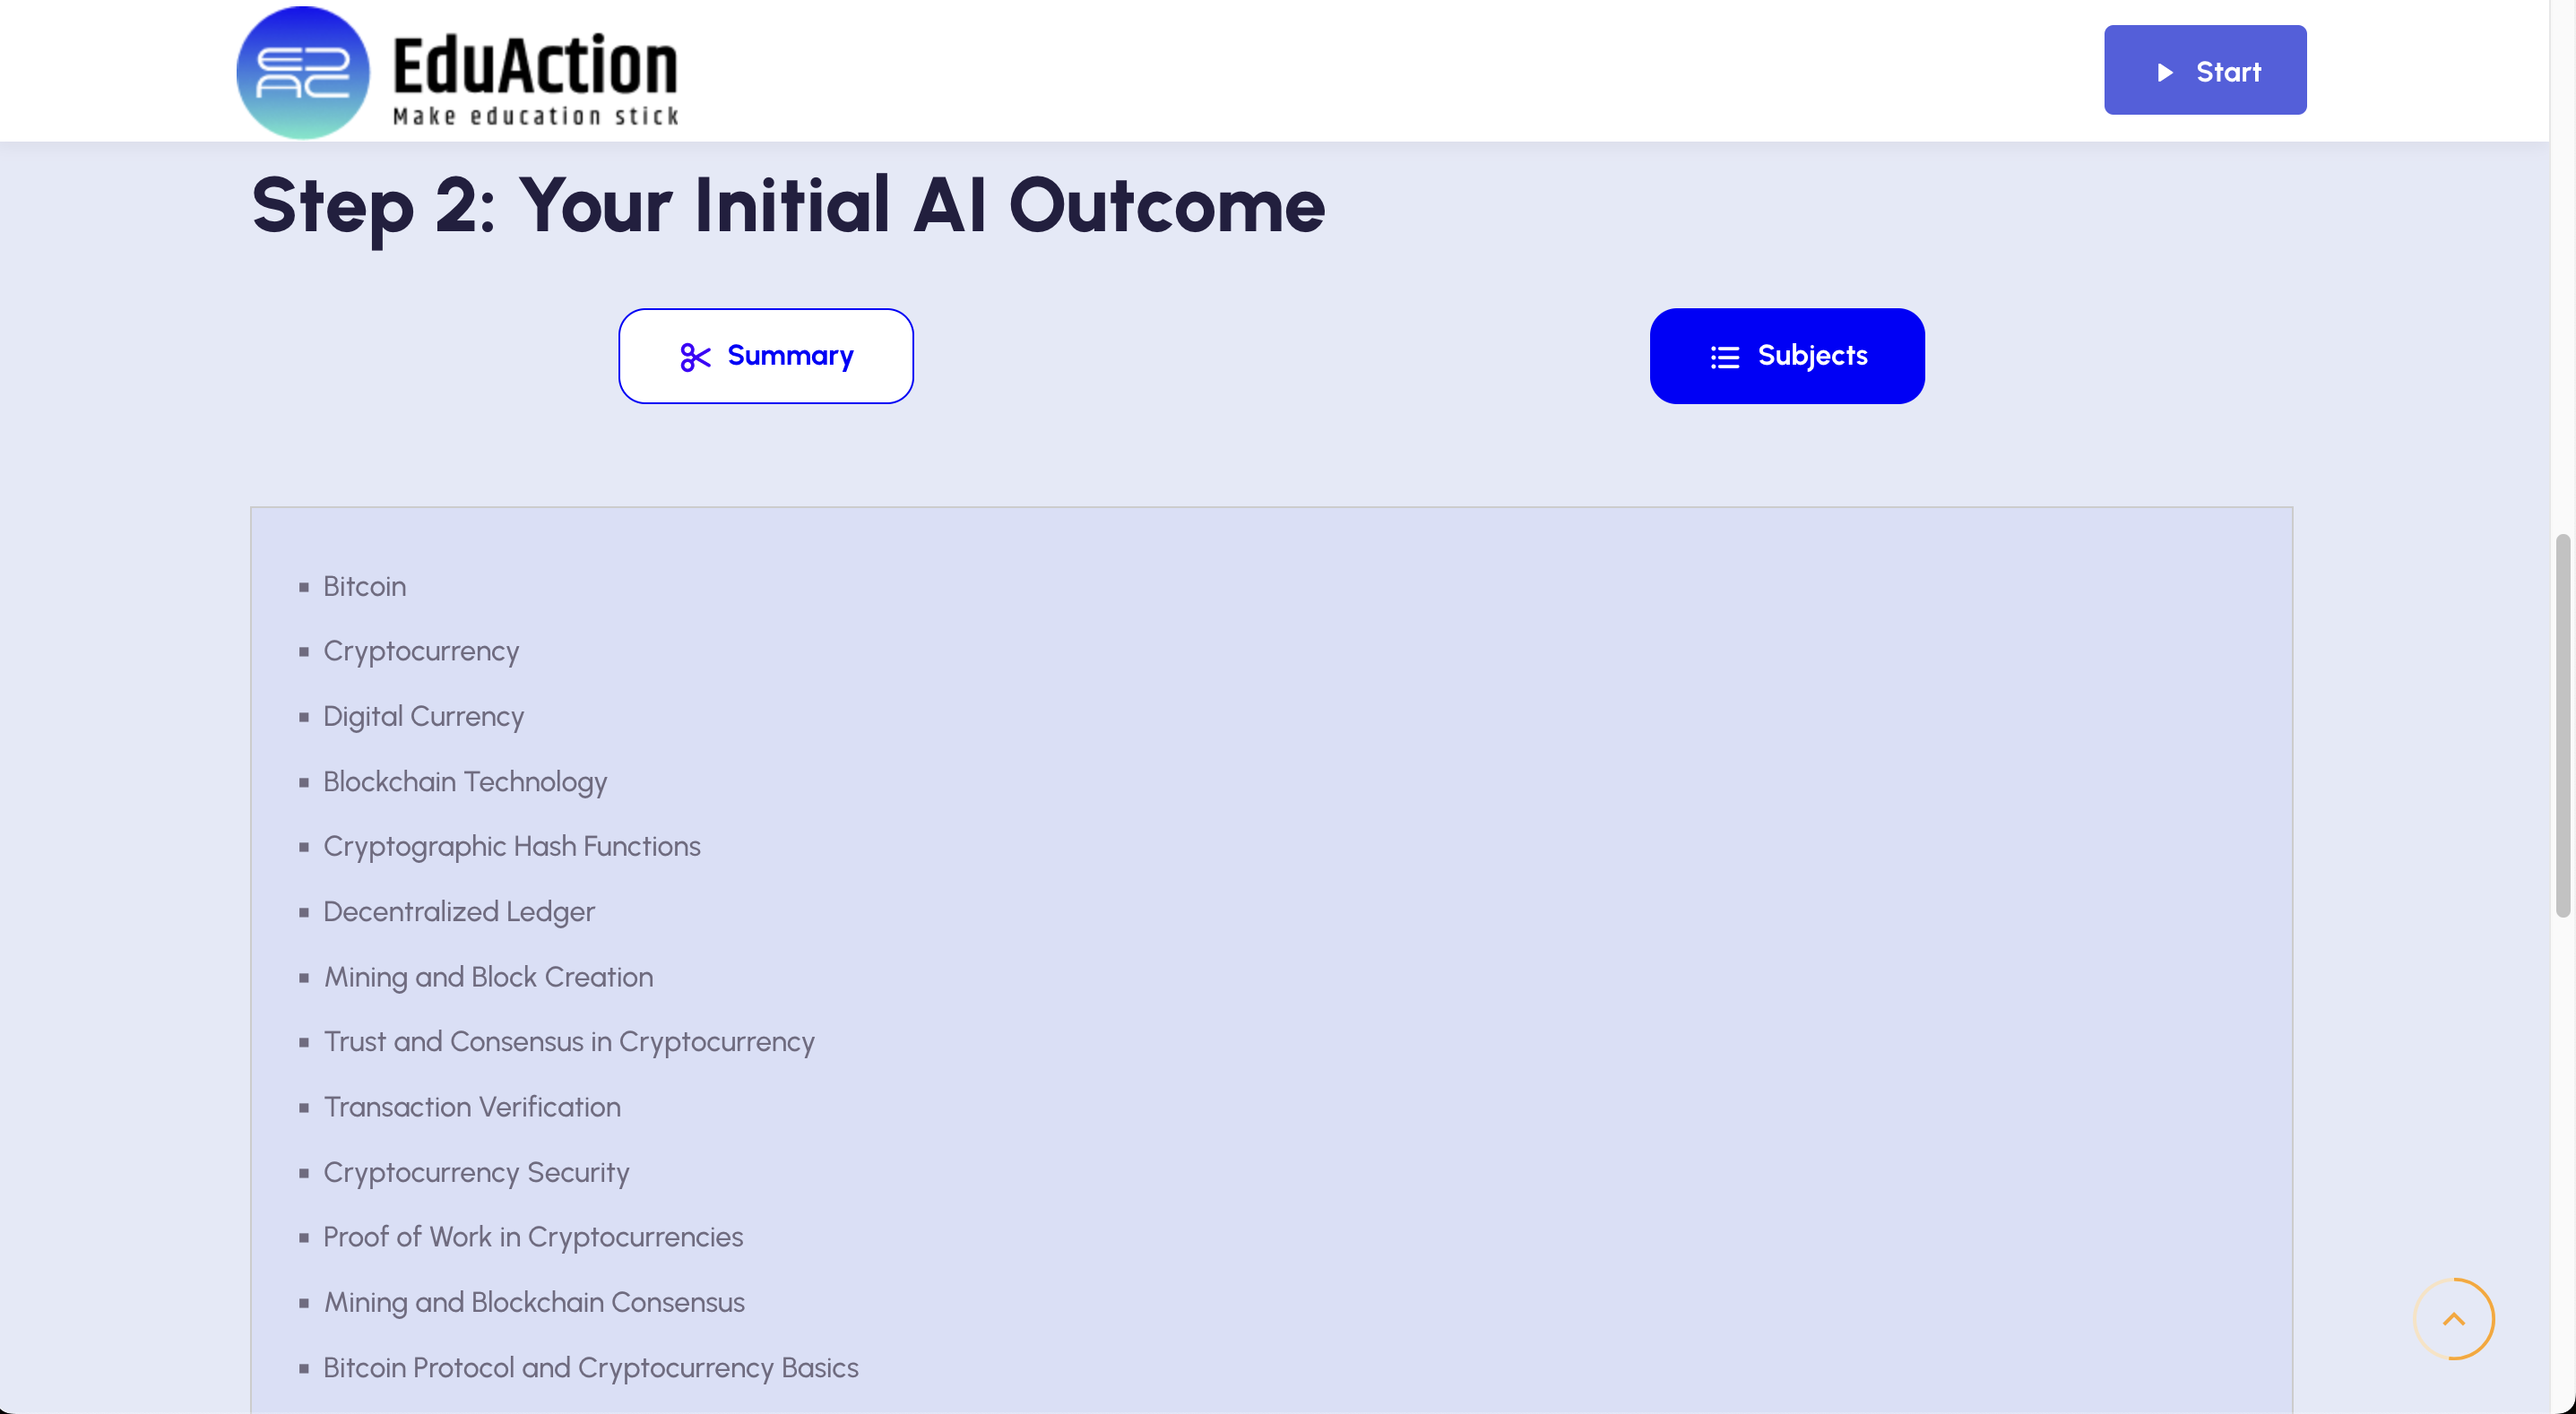 EduAction
Make education stick
Start
Step 2: Your Initial AI Outcome
Summary
Subjects
Bitcoin
Cryptocurrency
Digital Currency
Blockchain Technology
Cryptographic Hash Functions
Decentralized Ledger
Mining and Block Creation
Trust and Consensus in Cryptocurrency
Transaction Verification
Cryptocurrency Security
Proof of Work in Cryptocurrencies
Mining and Blockchain Consensus
Bitcoin Protocol and Cryptocurrency Basics